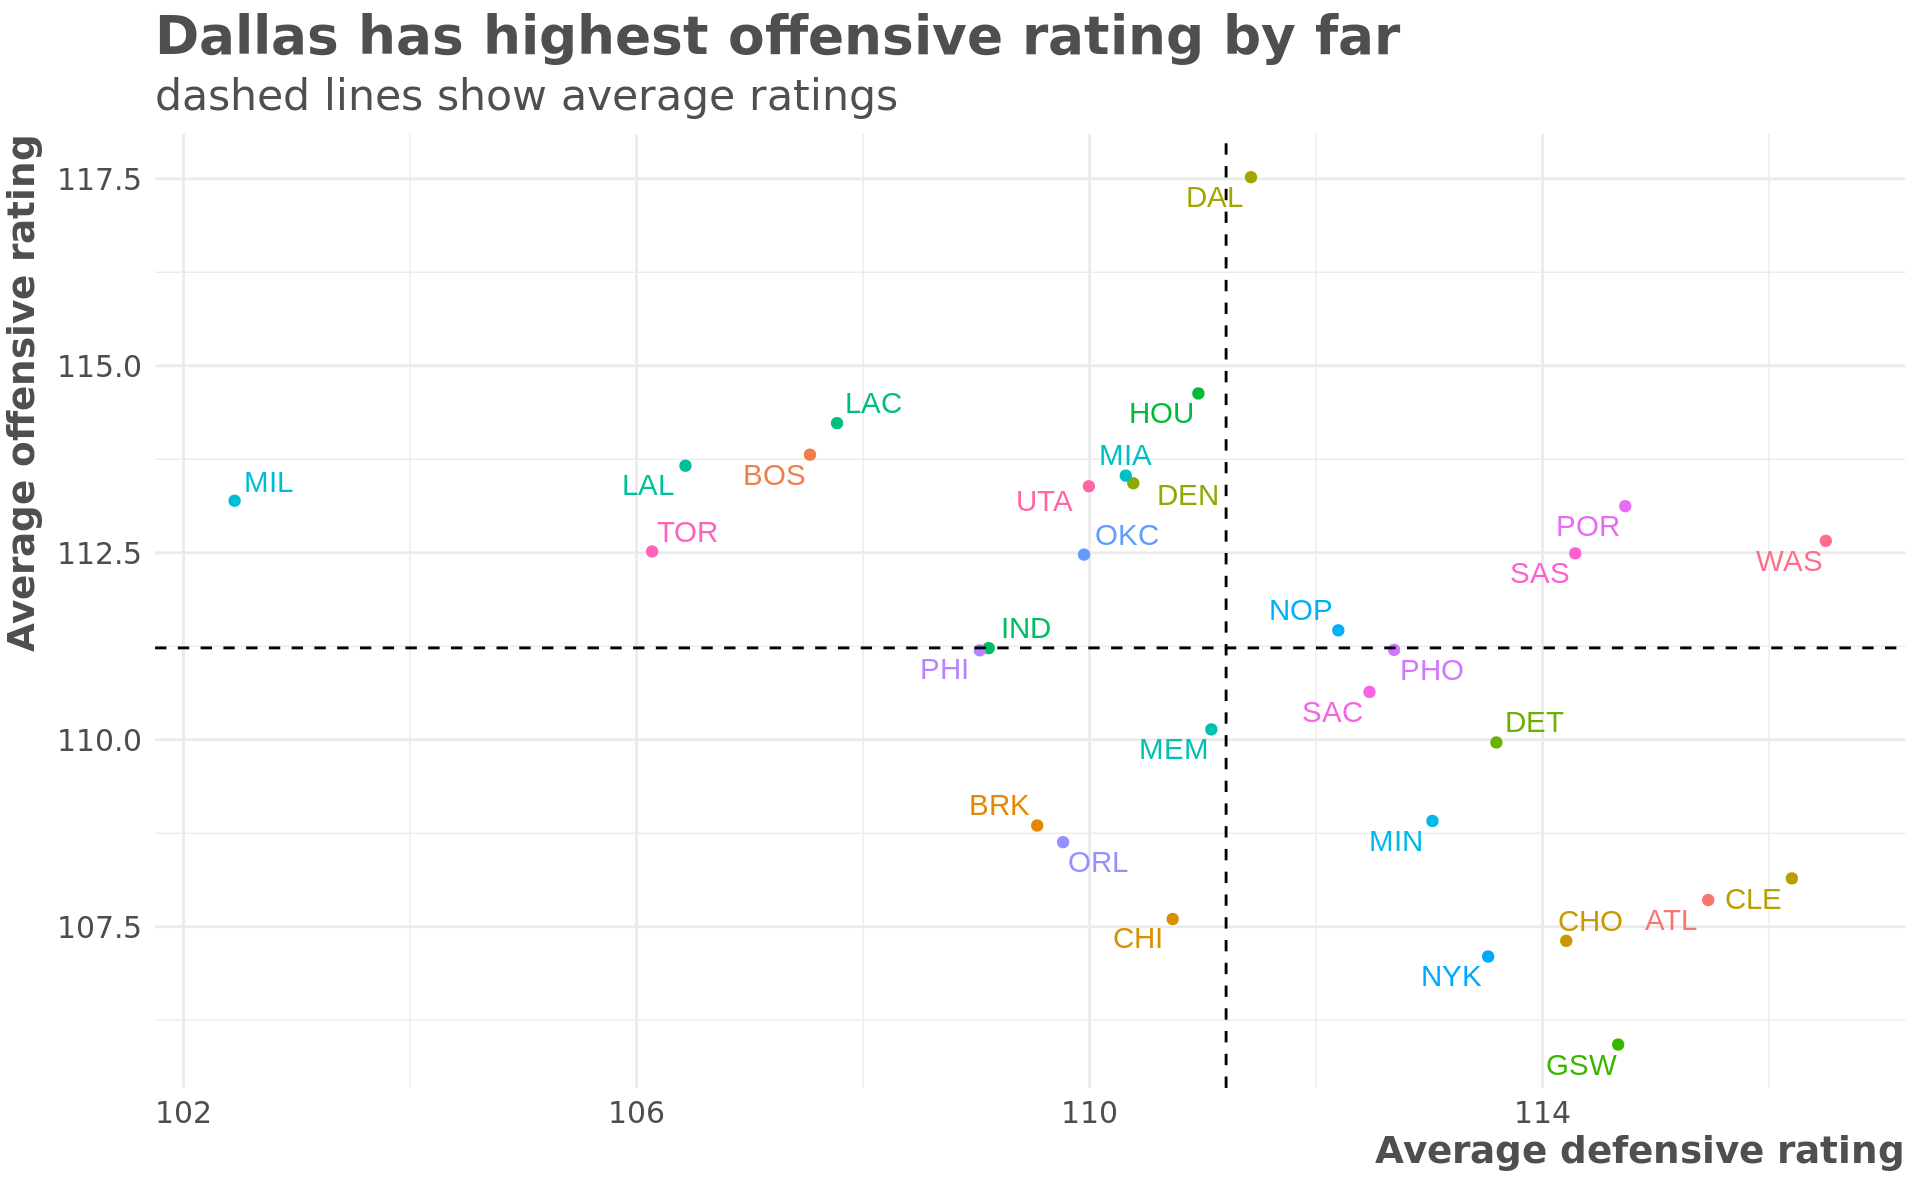 Dallas has highest offensive rating by far
dashed lines show average ratings
Average offensive rating
117.5
115.0
112.5
110.0
107.5
DAL
LAC
HOU
MIA
MIL
LAL
BOS
UTA
DEN
TOR
OKC
POR
WAS
SAS
NOP
IND
PHI
PHO
SAC
DET
MEM
BRK
MIN
ORL
CLE
CHO
ATL
CHI
NYK
GSW
102
106
110
114
Average defensive rating